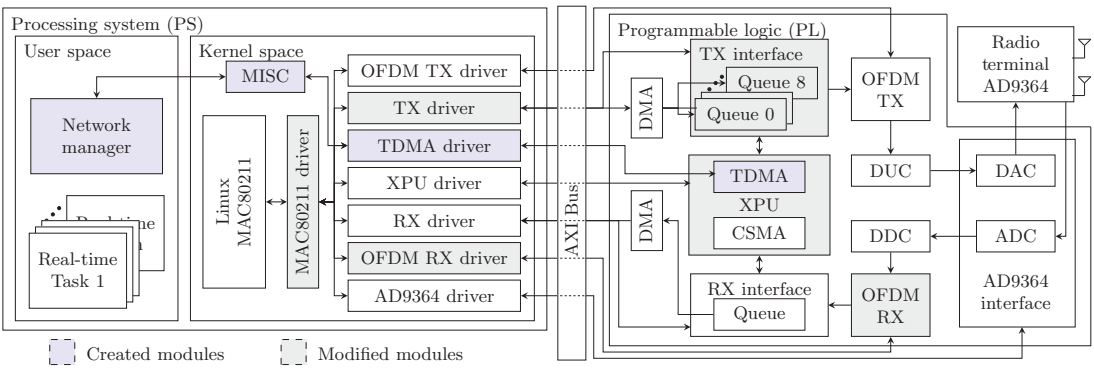 Processing system (PS)
User space
Network
manager
Real-time
Real-time
Task 1
Kernel space
MISC
Linux
MAC80211
MAC80211 driver
OFDM TX driver
TX driver
TDMA driver
XPU driver
RX driver
OFDM RX driver
AD9364 driver
AXI Bus
Programmable logic (PL)
TX interface
Queue 8
Queue 0
DMA
TDMA
XPU
CSMA
DMA
RX interface
Queue
OFDM
TX
DUC
DDC
OFDM
RX
Radio
terminal
AD9364
DAC
ADC
AD9364
interface
Created modules
Modified modules